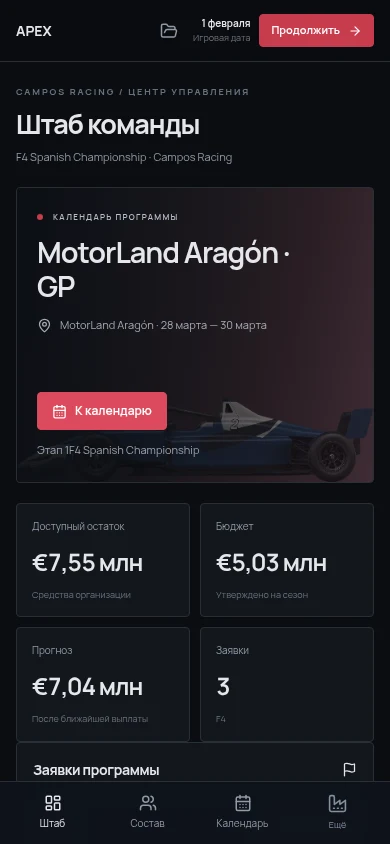 APEX
1 февраля
Игровая дата
Продолжить
CAMPOS RACING / ЦЕНТР УПРАВЛЕНИЯ
Штаб команды
F4 Spanish Championship · Campos Racing
КАЛЕНДАРЬ ПРОГРАММЫ
MotorLand Aragón ·
GP
MotorLand Aragón · 28 марта — 30 марта
К календарю
Этап 1F4 Spanish Championship
Доступный остаток
€7,55 млн
Средства организации
Бюджет
€5,03 млн
Утверждено на сезон
Прогноз
€7,04 млн
После ближайшей выплаты
Заявки
3
F4
Заявки программы
Штаб
Состав
Календарь
Ещё